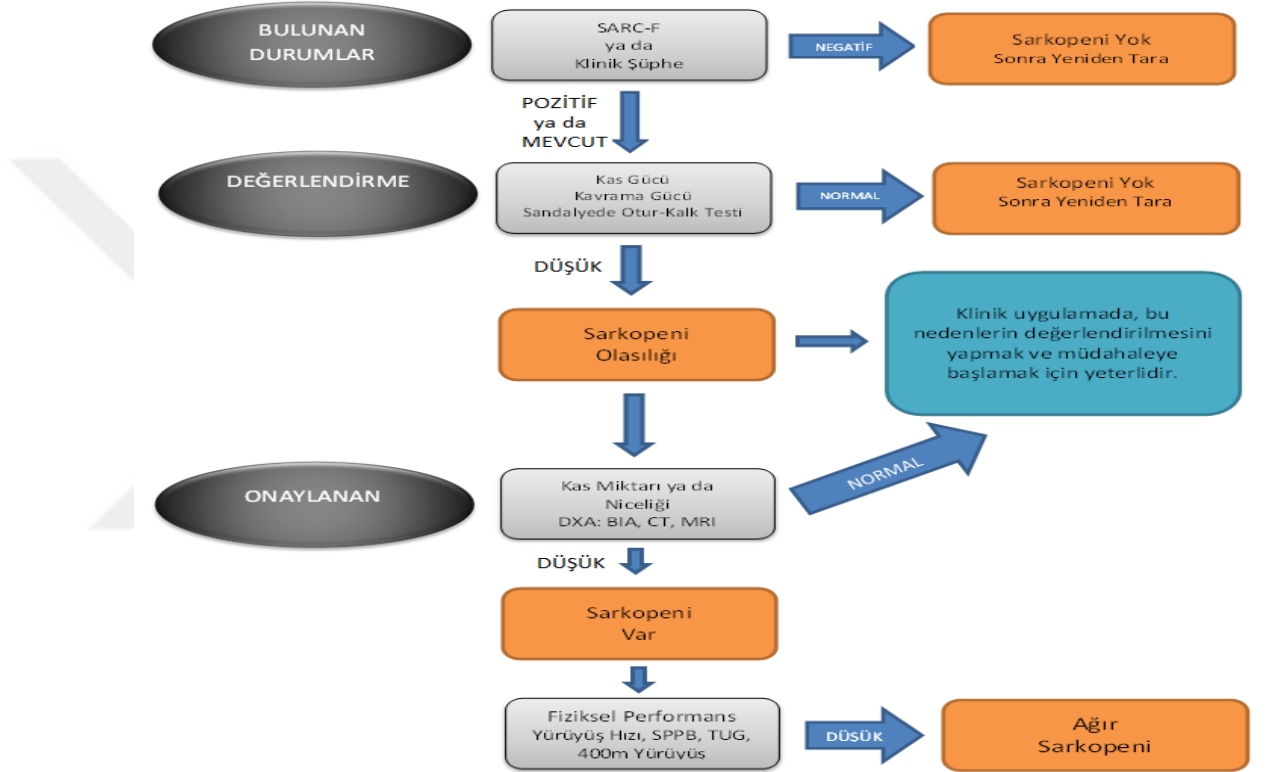 BULUNAN
DURUMLAR
SARC-F
ya da
Klinik Şüphe
NEGATİF
Sarkopeni Yok
Sonra Yeniden Tara
POZİTİF
ya da
MEVCUT
DEĞERLENDİRME
Kas Gücü
Kavrama Gücü
Sandalyede Otur-Kalk Testi
NORMAL
Sarkopeni Yok
Sonra Yeniden Tara
DÜŞÜK
Sarkopeni
Olasılığı
Klinik uygulamada, bu
nedenlerin değerlendirilmesini
yapmak ve müdahaleye
başlamak için yeterlidir.
ONAYLANAN
Kas Miktarı ya da
Niceliği
DXA: BIA, CT, MRI
NORMAL
DÜŞÜK
Sarkopeni
Var
Fiziksel Performans
Yürüyüş Hızı, SPPB, TUG,
400m Yürüyüş
DÜŞÜK
Ağır
Sarkopeni